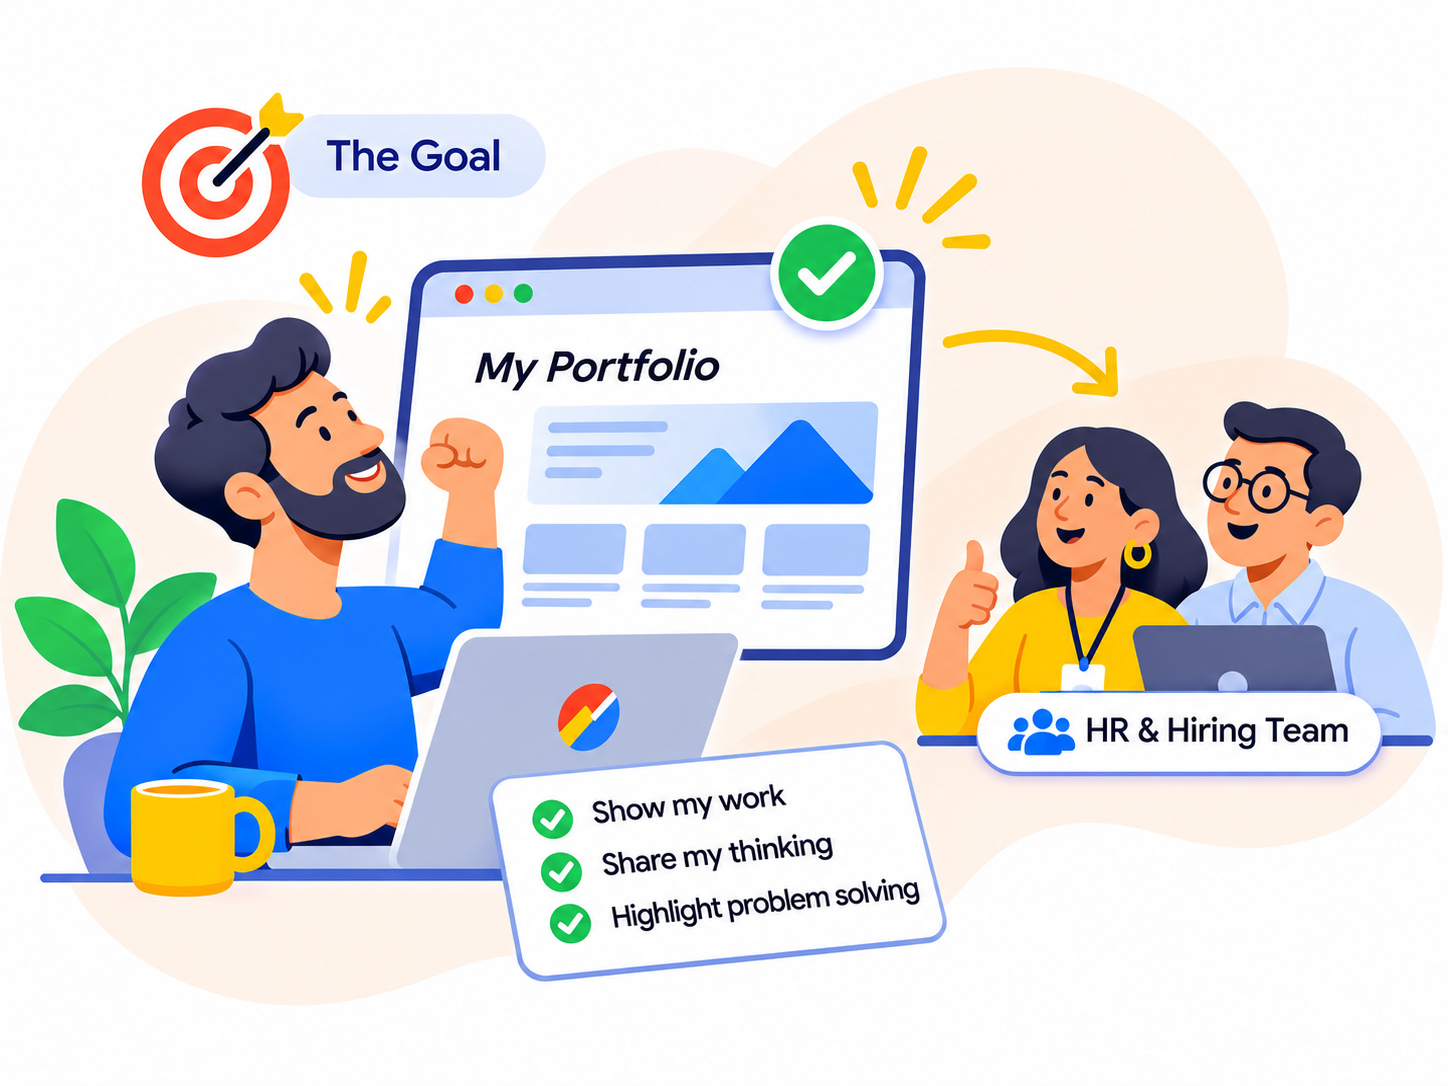 The Goal
My Portfolio
Show my work
Share my thinking
Highlight problem solving
HR & Hiring Team